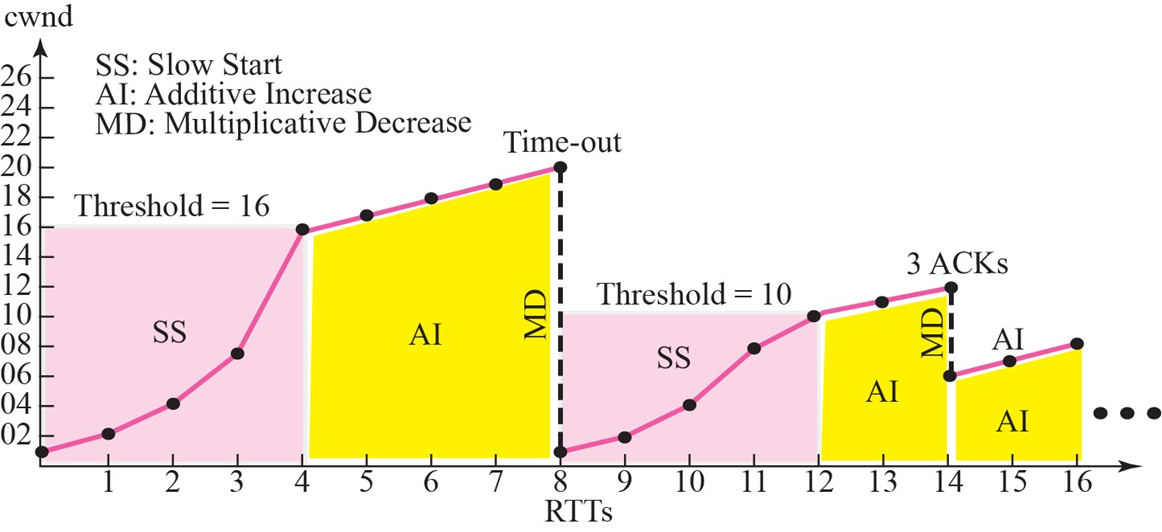 cwnd
SS: Slow Start
AI: Additive Increase
MD: Multiplicative Decrease
26
24
22
20
18
16
14
12
10
08
06
04
02
Time-out
Threshold = 16
SS
AI
MD
Threshold = 10
3 ACKs
SS
AI
MD
AI
AI
1 2 3 4 5 6 7 8 9 10 11 12 13 14 15 16
RTTs